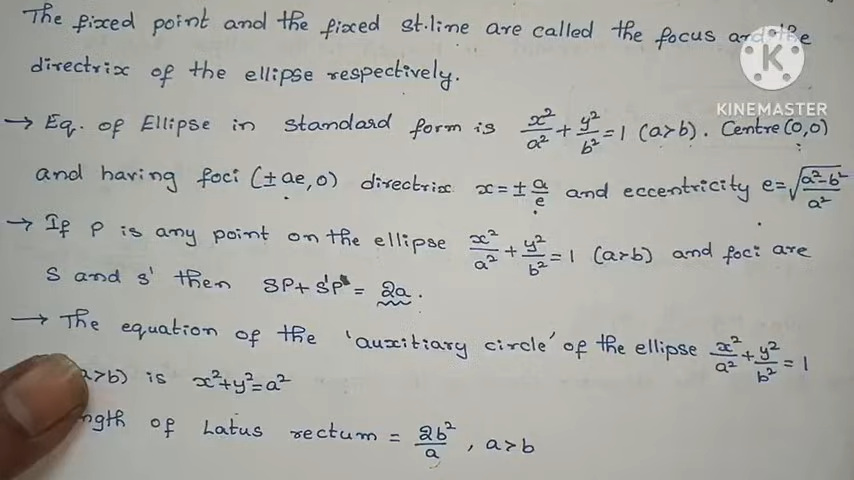 The fixed point and the fixed st.line are called the focus and the
K
KINEMASTER
directrix of the ellipse respectively.
→ Eq. of Ellipse in standard form is x²/a² + y²/b² = 1 (a>b). Centre (0,0)
and having foci (±ae, 0) directrix x = ± a/e and eccentricity e = √((a²-b²)/a²)
→ If P is any point on the ellipse x²/a² + y²/b² = 1 (a>b) and foci are
S and S' then SP + S'P = 2a.
→ The equation of the 'auxitiary circle' of the ellipse x²/a² + y²/b² = 1
a>b) is x²+y²=a²
ngth of Latus rectum = 2b²/a , a>b